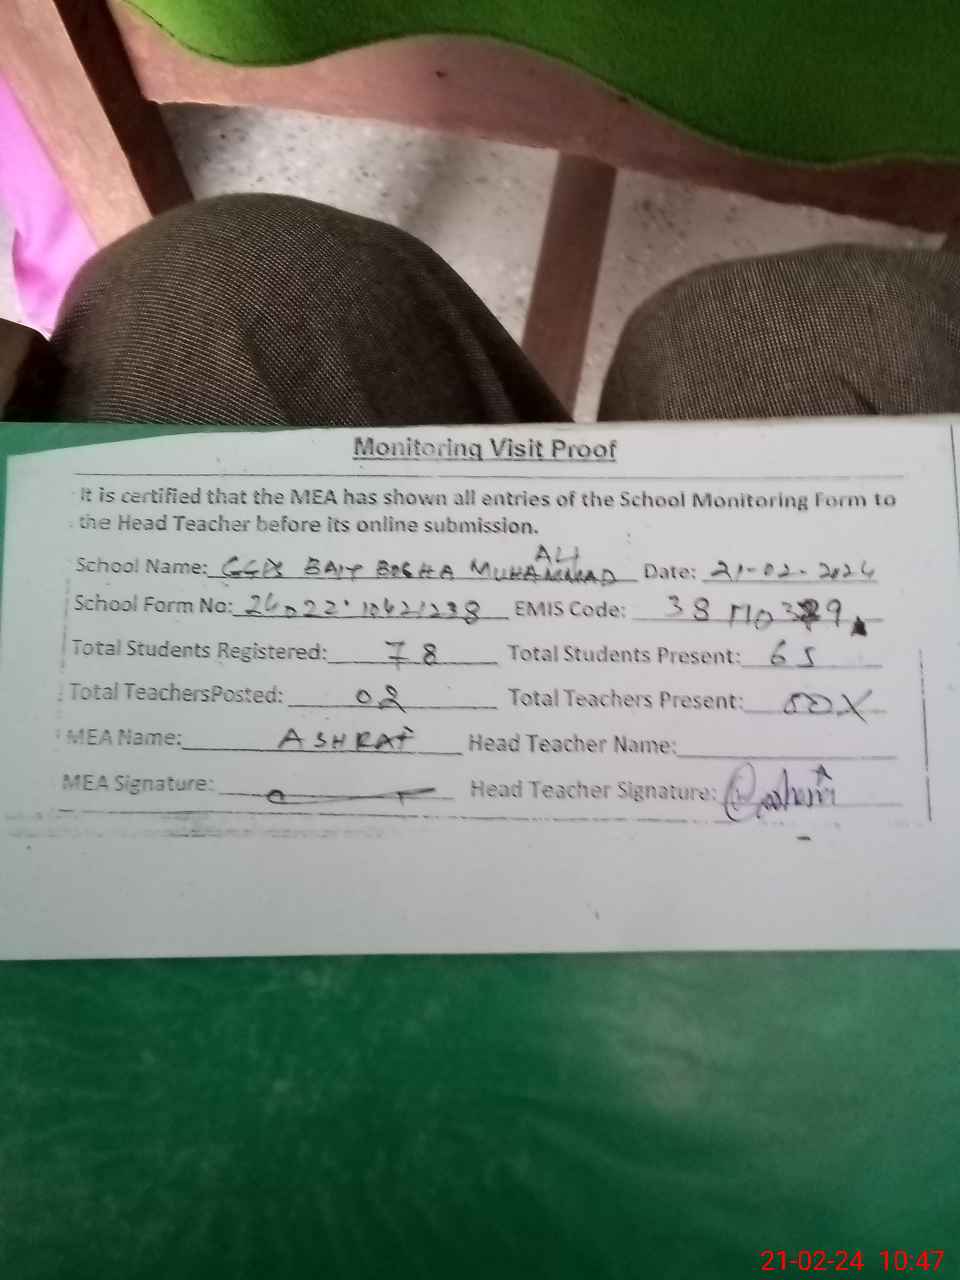 Monitoring Visit Proof
It is certified that the MEA has shown all entries of the School Monitoring Form to
the Head Teacher before its online submission.
School Name: BAIT ALI MUHAMMAD Date: 21-02-2024
School Form No: EMIS Code:
Total Students Registered: 78 Total Students Present: 65
Total TeachersPosted: 02 Total Teachers Present:
MEA Name: ASHRAF Head Teacher Name:
MEA Signature: Head Teacher Signature:
21-02-24 10:47